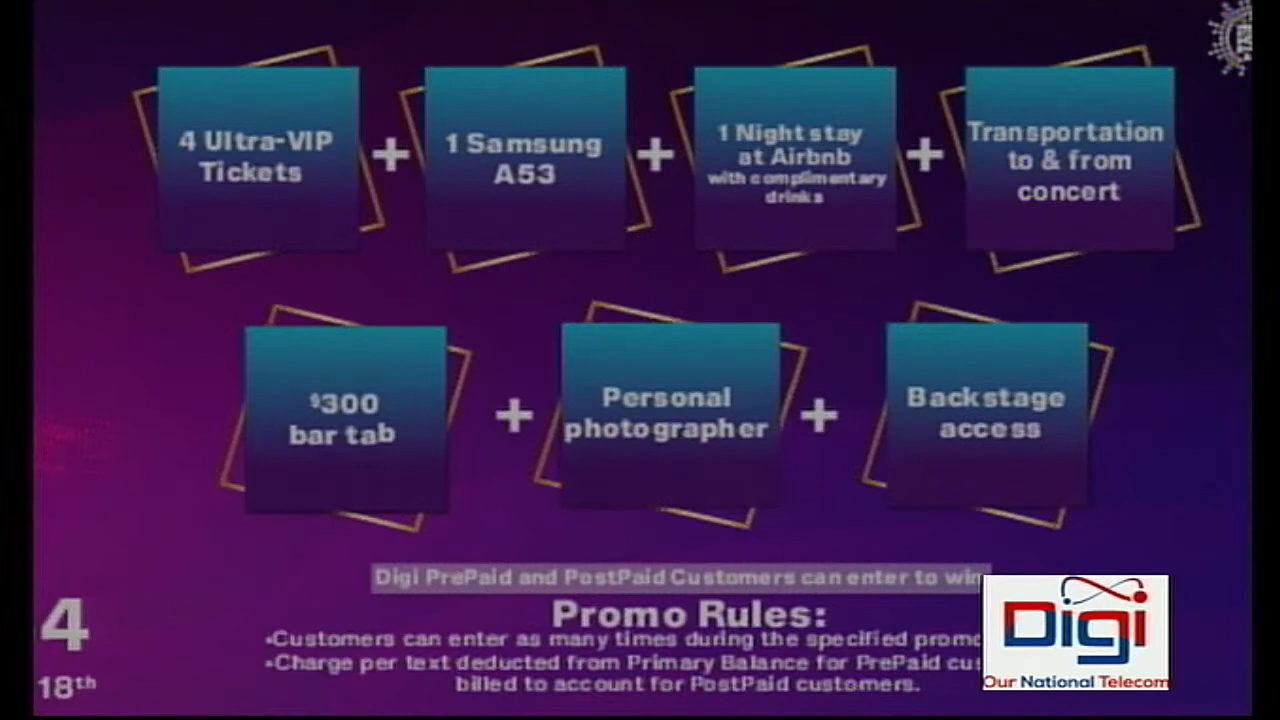 4 Ultra-VIP
Tickets
+
1 Samsung
A53
+
1 Night stay
at Airbnb
with complimentary
drinks
+
Transportation
to & from
concert
$300
bar tab
+
Personal
photographer
+
Backstage
access
Digi PrePaid and PostPaid Customers can enter to win
Promo Rules:
•Customers can enter as many times during the specified promo
•Charge per text deducted from Primary Balance for PrePaid
billed to account for PostPaid customers.
4
18th
Digi
Our National Telecom